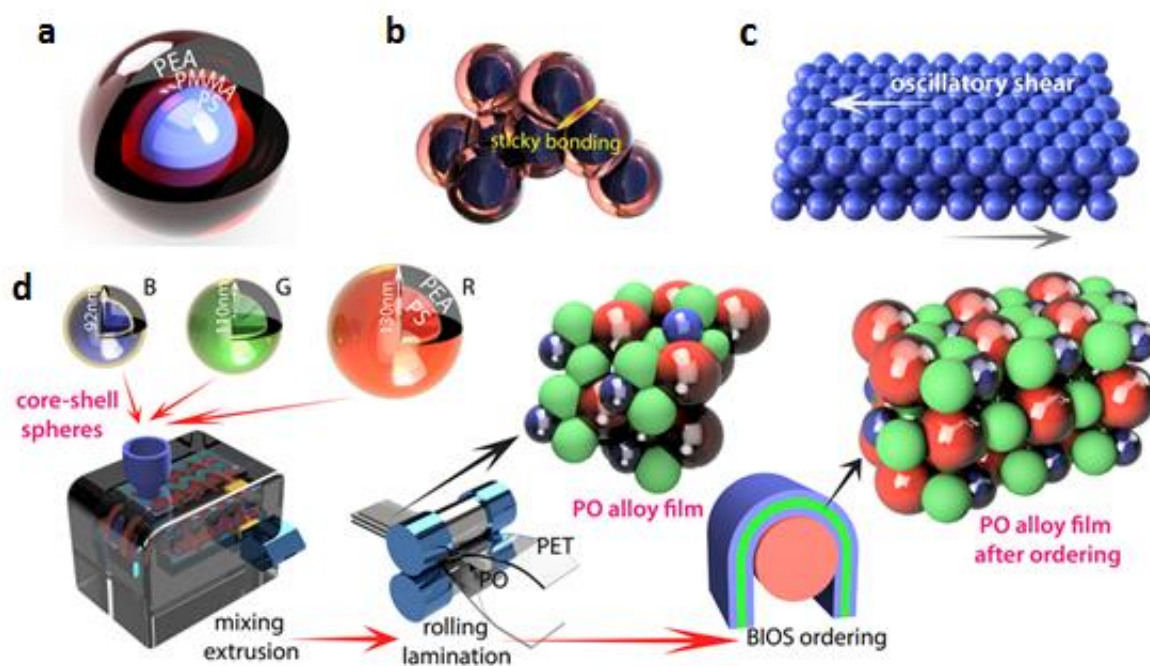 a
PEA
PMMA
PS
b
sticky bonding
c
oscillatory shear
d
92nm
B
110nm
G
130nm
PEA
PS
R
core-shell
spheres
PO alloy film
PO alloy film
after ordering
PET
PO
mixing
extrusion
rolling
lamination
BIOS ordering